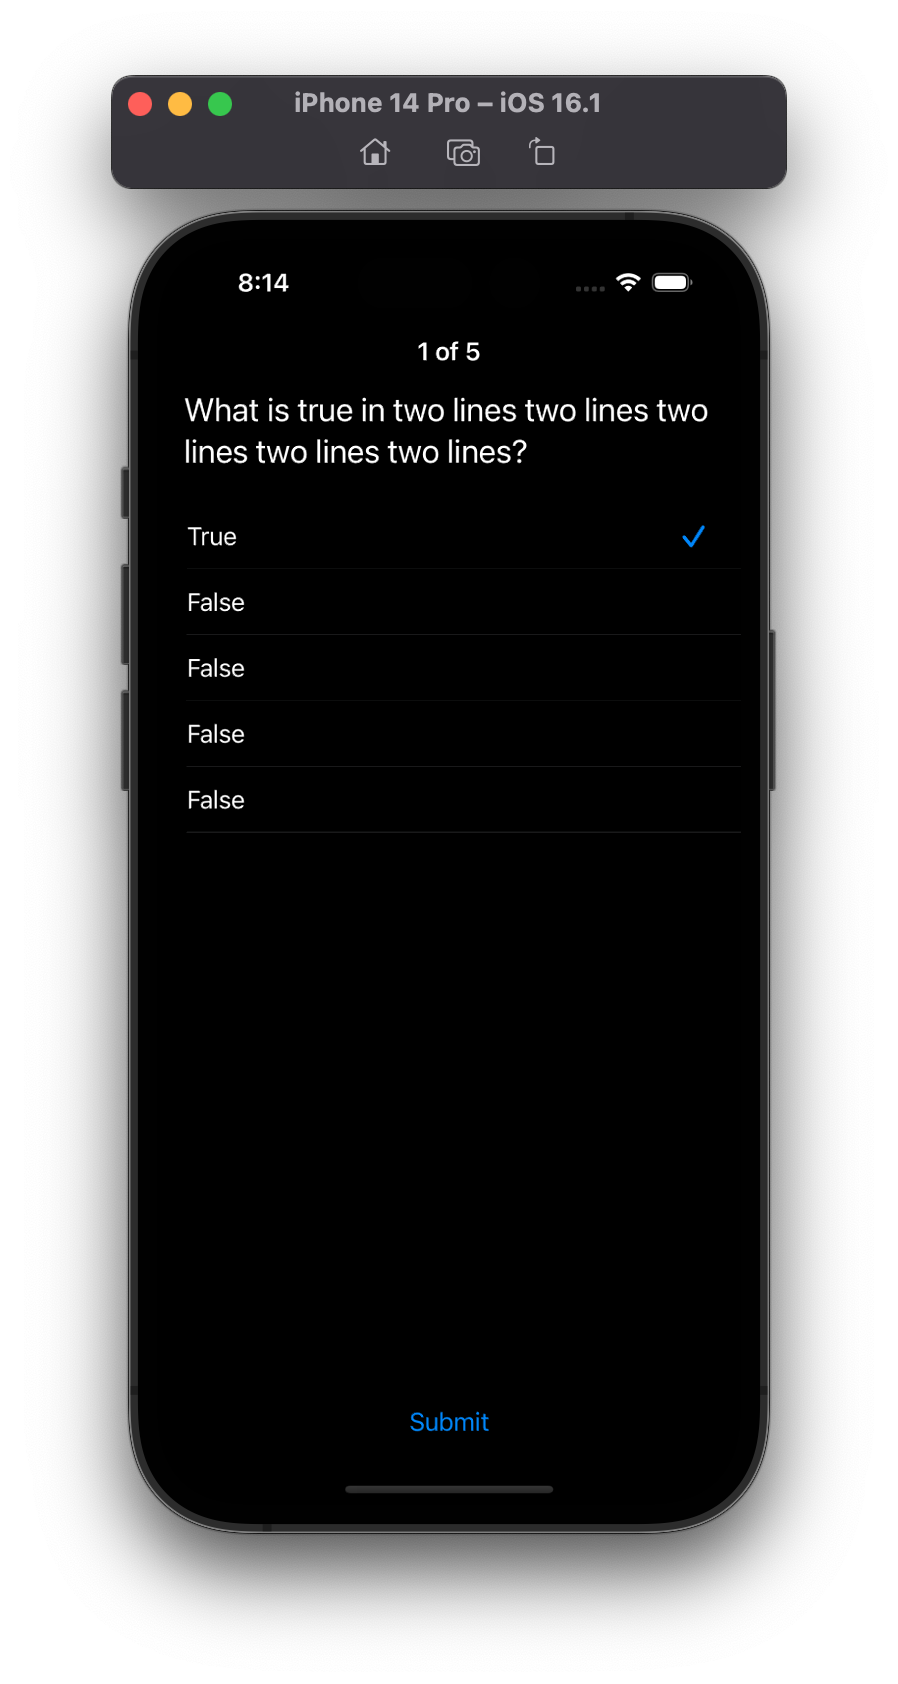 iPhone 14 Pro – iOS 16.1
8:14
1 of 5
What is true in two lines two lines two
lines two lines two lines?
True
False
False
False
False
Submit